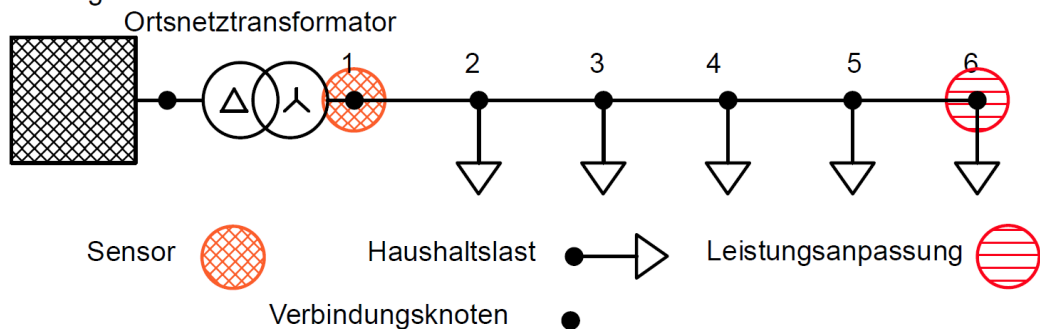 Ortsnetztransformator
1 2 3 4 5 6
Sensor Haushaltslast Leistungsanpassung
Verbindungsknoten